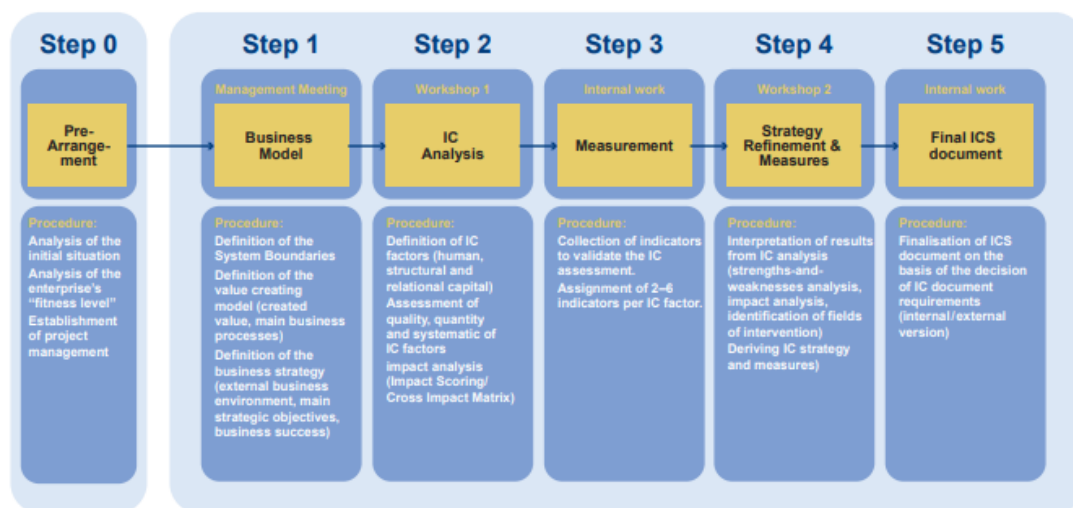 Step 0
Step 1
Step 2
Step 3
Step 4
Step 5
Management Meeting
Workshop 1
Internal work
Workshop 2
Internal work
Pre-
Arrange-
ment
Business
Model
IC
Analysis
Measurement
Strategy
Refinement &
Measures
Final ICS
document
Procedure:
Analysis of the
initial situation
Analysis of the
enterprise's
"fitness level"
Establishment
of project
management
Procedure:
Definition of the
System Boundaries
Definition of the
value creating
model (created
value, main business
processes)
Definition of the
business strategy
(external business
environment, main
strategic objectives,
business success)
Procedure:
Definition of IC
factors (human,
structural and
relational capital)
Assessment of
quality, quantity
and systematic of
IC factors
impact analysis
(Impact Scoring/
Cross Impact Matrix)
Procedure:
Collection of indicators
to validate the IC
assessment.
Assignment of 2–6
indicators per IC factor.
Procedure:
Interpretation of results
from IC analysis
(strengths-and-
weaknesses analysis,
impact analysis,
identification of fields
of intervention)
Deriving IC strategy
and measures)
Procedure:
Finalisation of ICS
document on the
basis of the decision
of IC document
requirements
(internal/external
version)